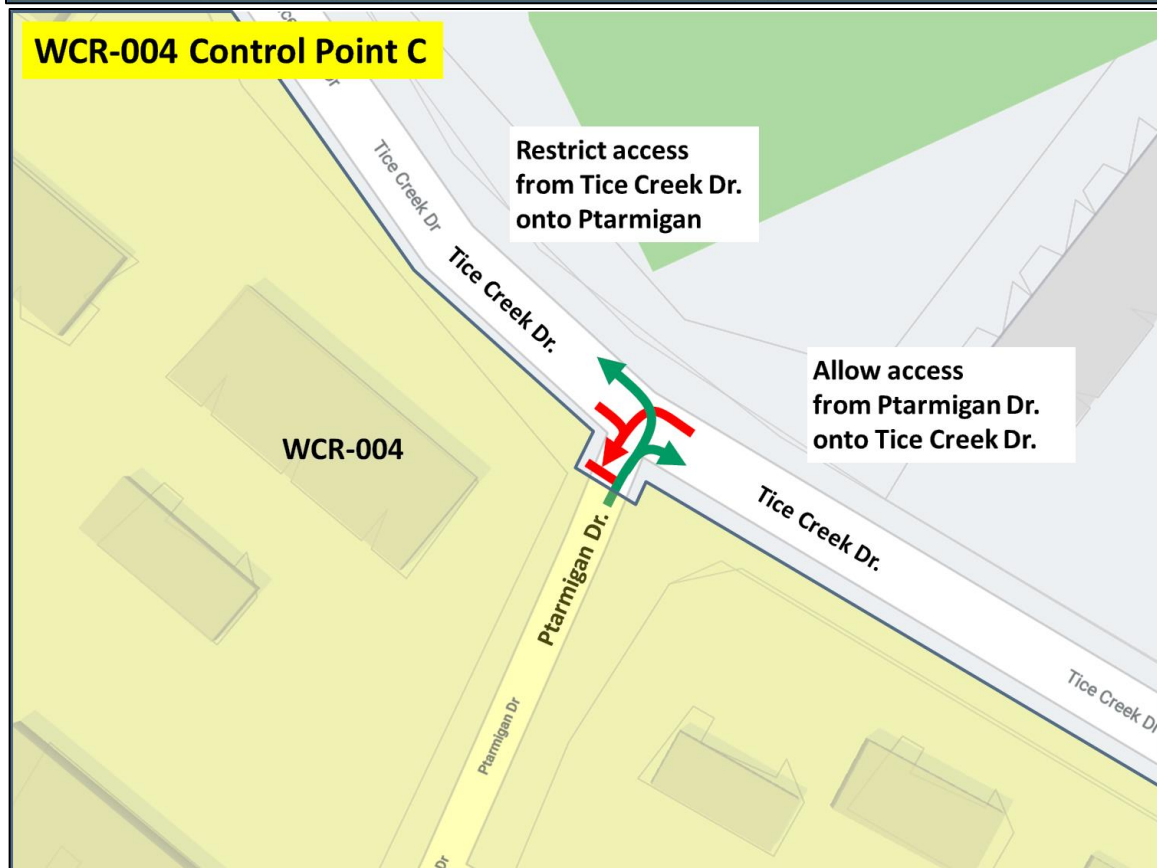 WCR-004 Control Point C
Dr
Tice Creek Dr
Restrict access
from Tice Creek Dr.
onto Ptarmigan
Tice Creek Dr.
Allow access
from Ptarmigan Dr.
onto Tice Creek Dr.
WCR-004
Tice Creek Dr.
Ptarmigan Dr.
Tice Creek Dr
Ptarmigan Dr
Dr